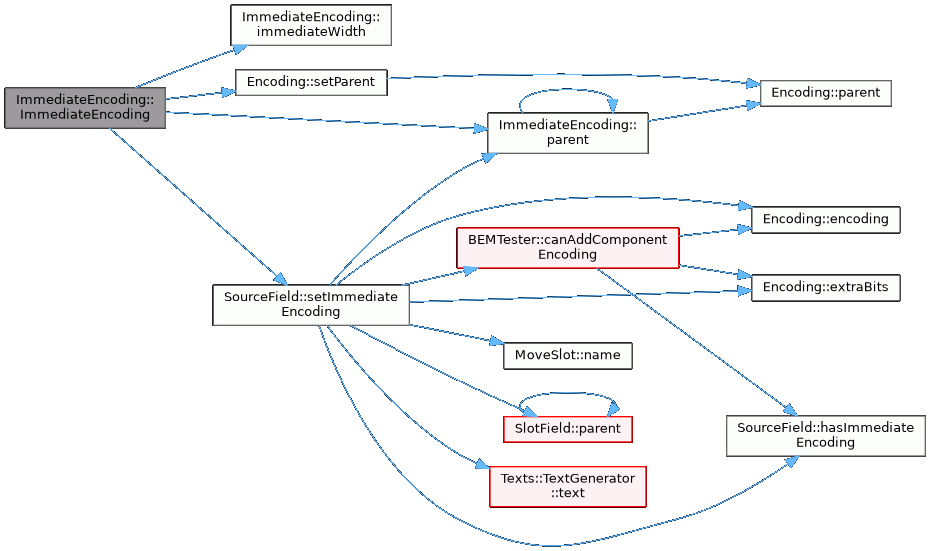 ImmediateEncoding::
ImmediateEncoding
ImmediateEncoding::
immediateWidth
Encoding::setParent
Encoding::parent
ImmediateEncoding::
parent
SourceField::setImmediate
Encoding
BEMTester::canAddComponent
Encoding
Encoding::encoding
Encoding::extraBits
MoveSlot::name
SlotField::parent
SourceField::hasImmediate
Encoding
Texts::TextGenerator
::text